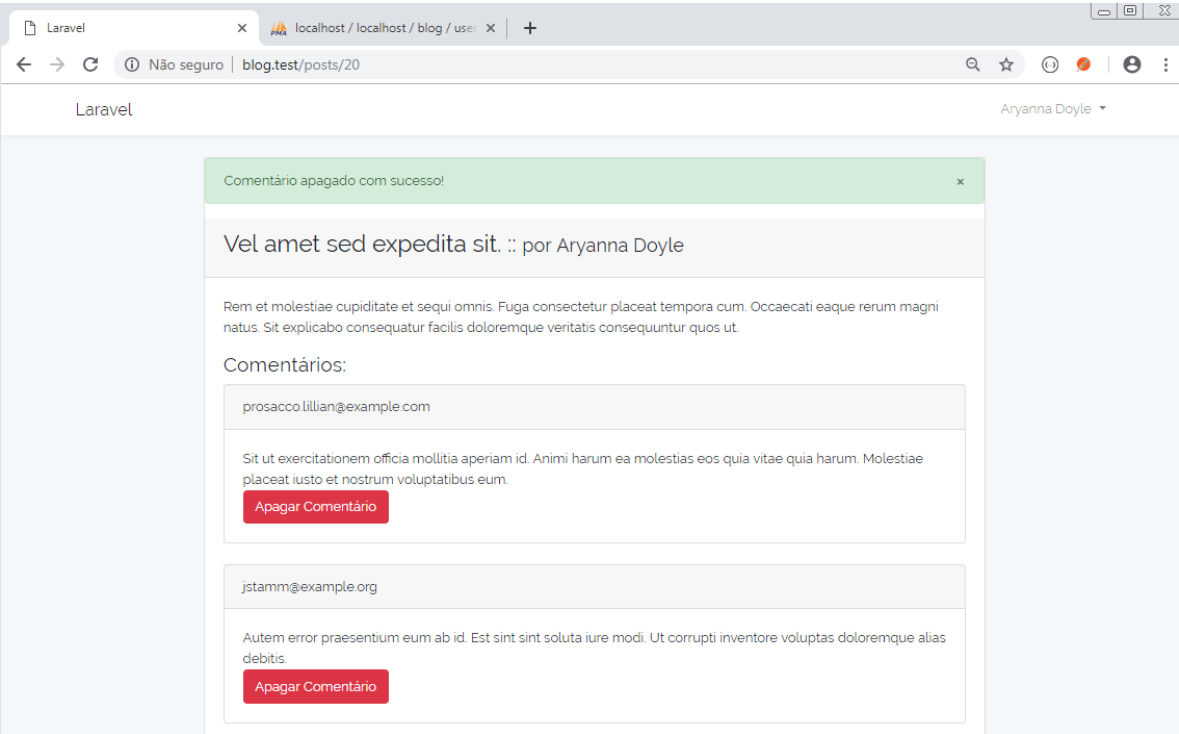 Laravel
localhost / localhost / blog / user
Não seguro
blog.test/posts/20
Laravel
Aryanna Doyle
Comentário apagado com sucesso!
Vel amet sed expedita sit. :: por Aryanna Doyle
Rem et molestiae cupiditate et sequi omnis. Fuga consectetur placeat tempora cum. Occaecati eaque rerum magni
natus. Sit explicabo consequatur facilis doloremque veritatis consequuntur quos ut.
Comentários:
prosacco.lillian@example.com
Sit ut exercitationem officia mollitia aperiam id. Animi harum ea molestias eos quia vitae quia harum. Molestiae
placeat iusto et nostrum voluptatibus eum.
Apagar Comentário
jstamm@example.org
Autem error praesentium eum ab id. Est sint sint soluta iure modi. Ut corrupti inventore voluptas doloremque alias
debitis.
Apagar Comentário